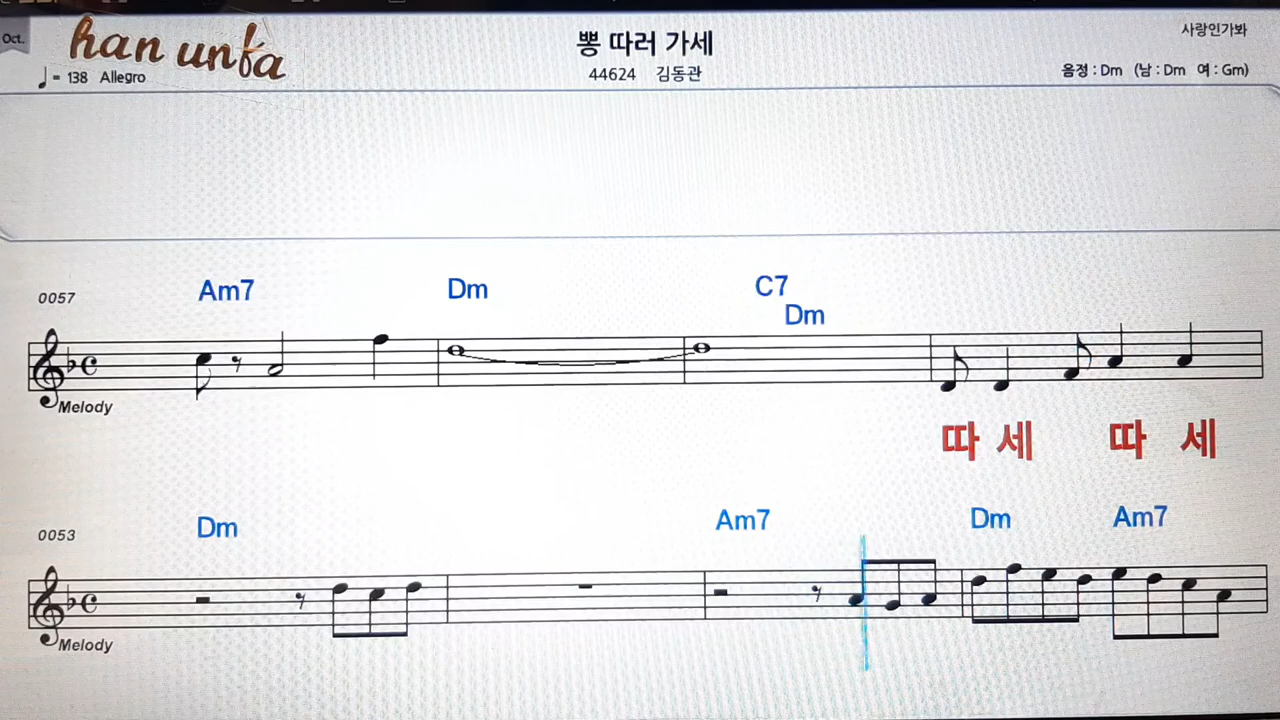 Oct.
han unfa
뽕 따러 가세
사랑인가봐
♩ = 138 Allegro
44624 김동관
음정 : Dm (남 : Dm 여 : Gm)
0057
Am7
Dm
C7
Dm
Melody
따 세 따 세
0053
Dm
Am7
Dm
Am7
Melody